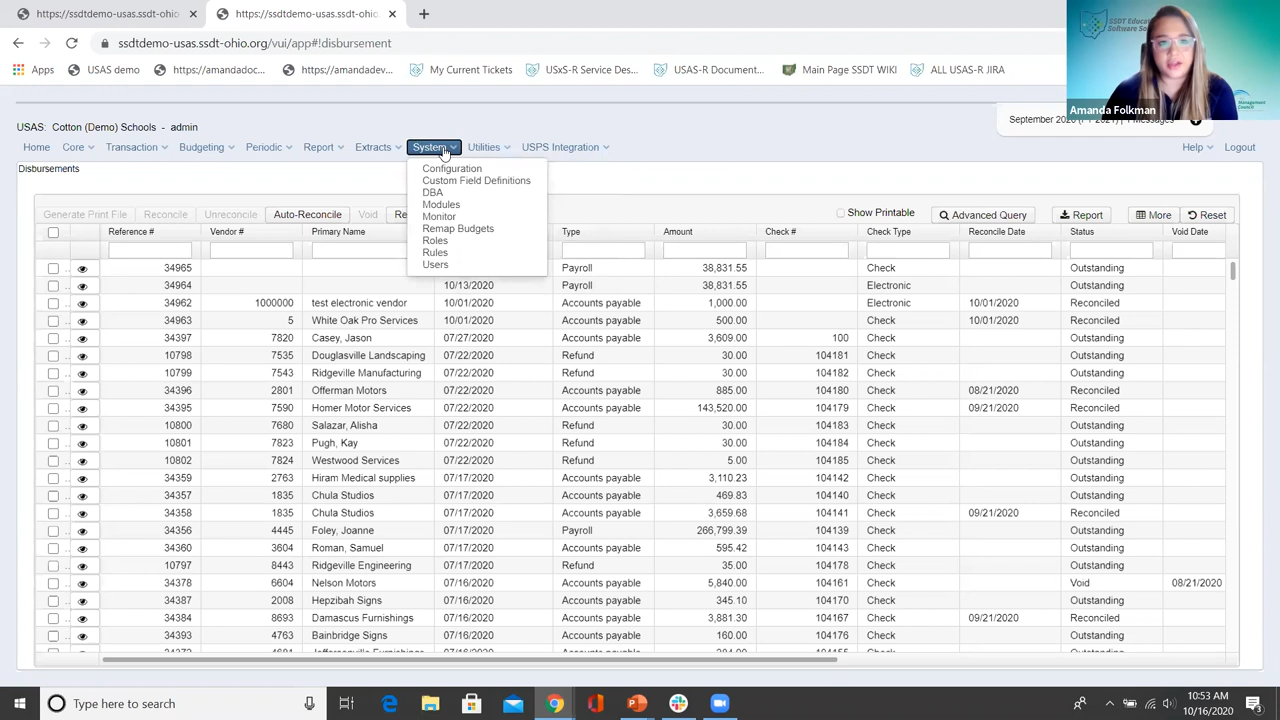 https://ssdtdemo-usas.ssdt-ohio.org × https://ssdtdemo-usas.ssdt-ohio.org × +
ssdtdemo-usas.ssdt-ohio.org/vui/app#!disbursement
Apps USAS demo https://amandadoc... https://amandadev... My Current Tickets USxS-R Service Des... USAS-R Document... Main Page SSDT WIKI ALL USAS-R JIRA
Amanda Folkman
USAS: Cotton (Demo) Schools - admin
Home Core Transaction Budgeting Periodic Report Extracts System Utilities USPS Integration Help Logout
Disbursements
Configuration
Custom Field Definitions
DBA
Modules
Monitor
Remap Budgets
Roles
Rules
Users
Generate Print File Reconcile Unreconcile Auto-Reconcile Void Show Printable Advanced Query Report More Reset
Reference # Vendor # Primary Name Type Amount Check # Check Type Reconcile Date Status Void Date
34965 Payroll 38,831.55 Check Outstanding
34964 10/13/2020 Payroll 38,831.55 Electronic Outstanding
34962 1000000 test electronic vendor 10/01/2020 Accounts payable 1,000.00 Electronic 10/01/2020 Reconciled
34963 5 White Oak Pro Services 10/01/2020 Accounts payable 500.00 Check 10/01/2020 Reconciled
34397 7820 Casey, Jason 07/27/2020 Accounts payable 3,609.00 100 Check Outstanding
10798 7535 Douglasville Landscaping 07/22/2020 Refund 30.00 104181 Check Outstanding
10799 7543 Ridgeville Manufacturing 07/22/2020 Refund 30.00 104182 Check Outstanding
34396 2801 Offerman Motors 07/22/2020 Accounts payable 885.00 104180 Check 08/21/2020 Reconciled
34395 7590 Homer Motor Services 07/22/2020 Accounts payable 143,520.00 104179 Check 09/21/2020 Reconciled
10800 7680 Salazar, Alisha 07/22/2020 Refund 30.00 104183 Check Outstanding
10801 7823 Pugh, Kay 07/22/2020 Refund 30.00 104184 Check Outstanding
10802 7824 Westwood Services 07/22/2020 Refund 5.00 104185 Check Outstanding
34359 2763 Hiram Medical supplies 07/17/2020 Accounts payable 3,110.23 104142 Check Outstanding
34357 1835 Chula Studios 07/17/2020 Accounts payable 469.83 104140 Check Outstanding
34358 1835 Chula Studios 07/17/2020 Accounts payable 3,659.68 104141 Check 09/21/2020 Reconciled
34356 4445 Foley, Joanne 07/17/2020 Payroll 266,799.39 104139 Check Outstanding
34360 3604 Roman, Samuel 07/17/2020 Accounts payable 595.42 104143 Check Outstanding
10797 8443 Ridgeville Engineering 07/17/2020 Refund 35.00 104178 Check Outstanding
34378 6604 Nelson Motors 07/16/2020 Accounts payable 5,840.00 104161 Check Void 08/21/2020
34387 2008 Hepzibah Signs 07/16/2020 Accounts payable 345.10 104170 Check Outstanding
34384 8693 Damascus Furnishings 07/16/2020 Accounts payable 3,881.30 104167 Check 09/21/2020 Reconciled
34393 4763 Bainbridge Signs 07/16/2020 Accounts payable 160.00 104176 Check Outstanding
Type here to search
10:53 AM
10/16/2020